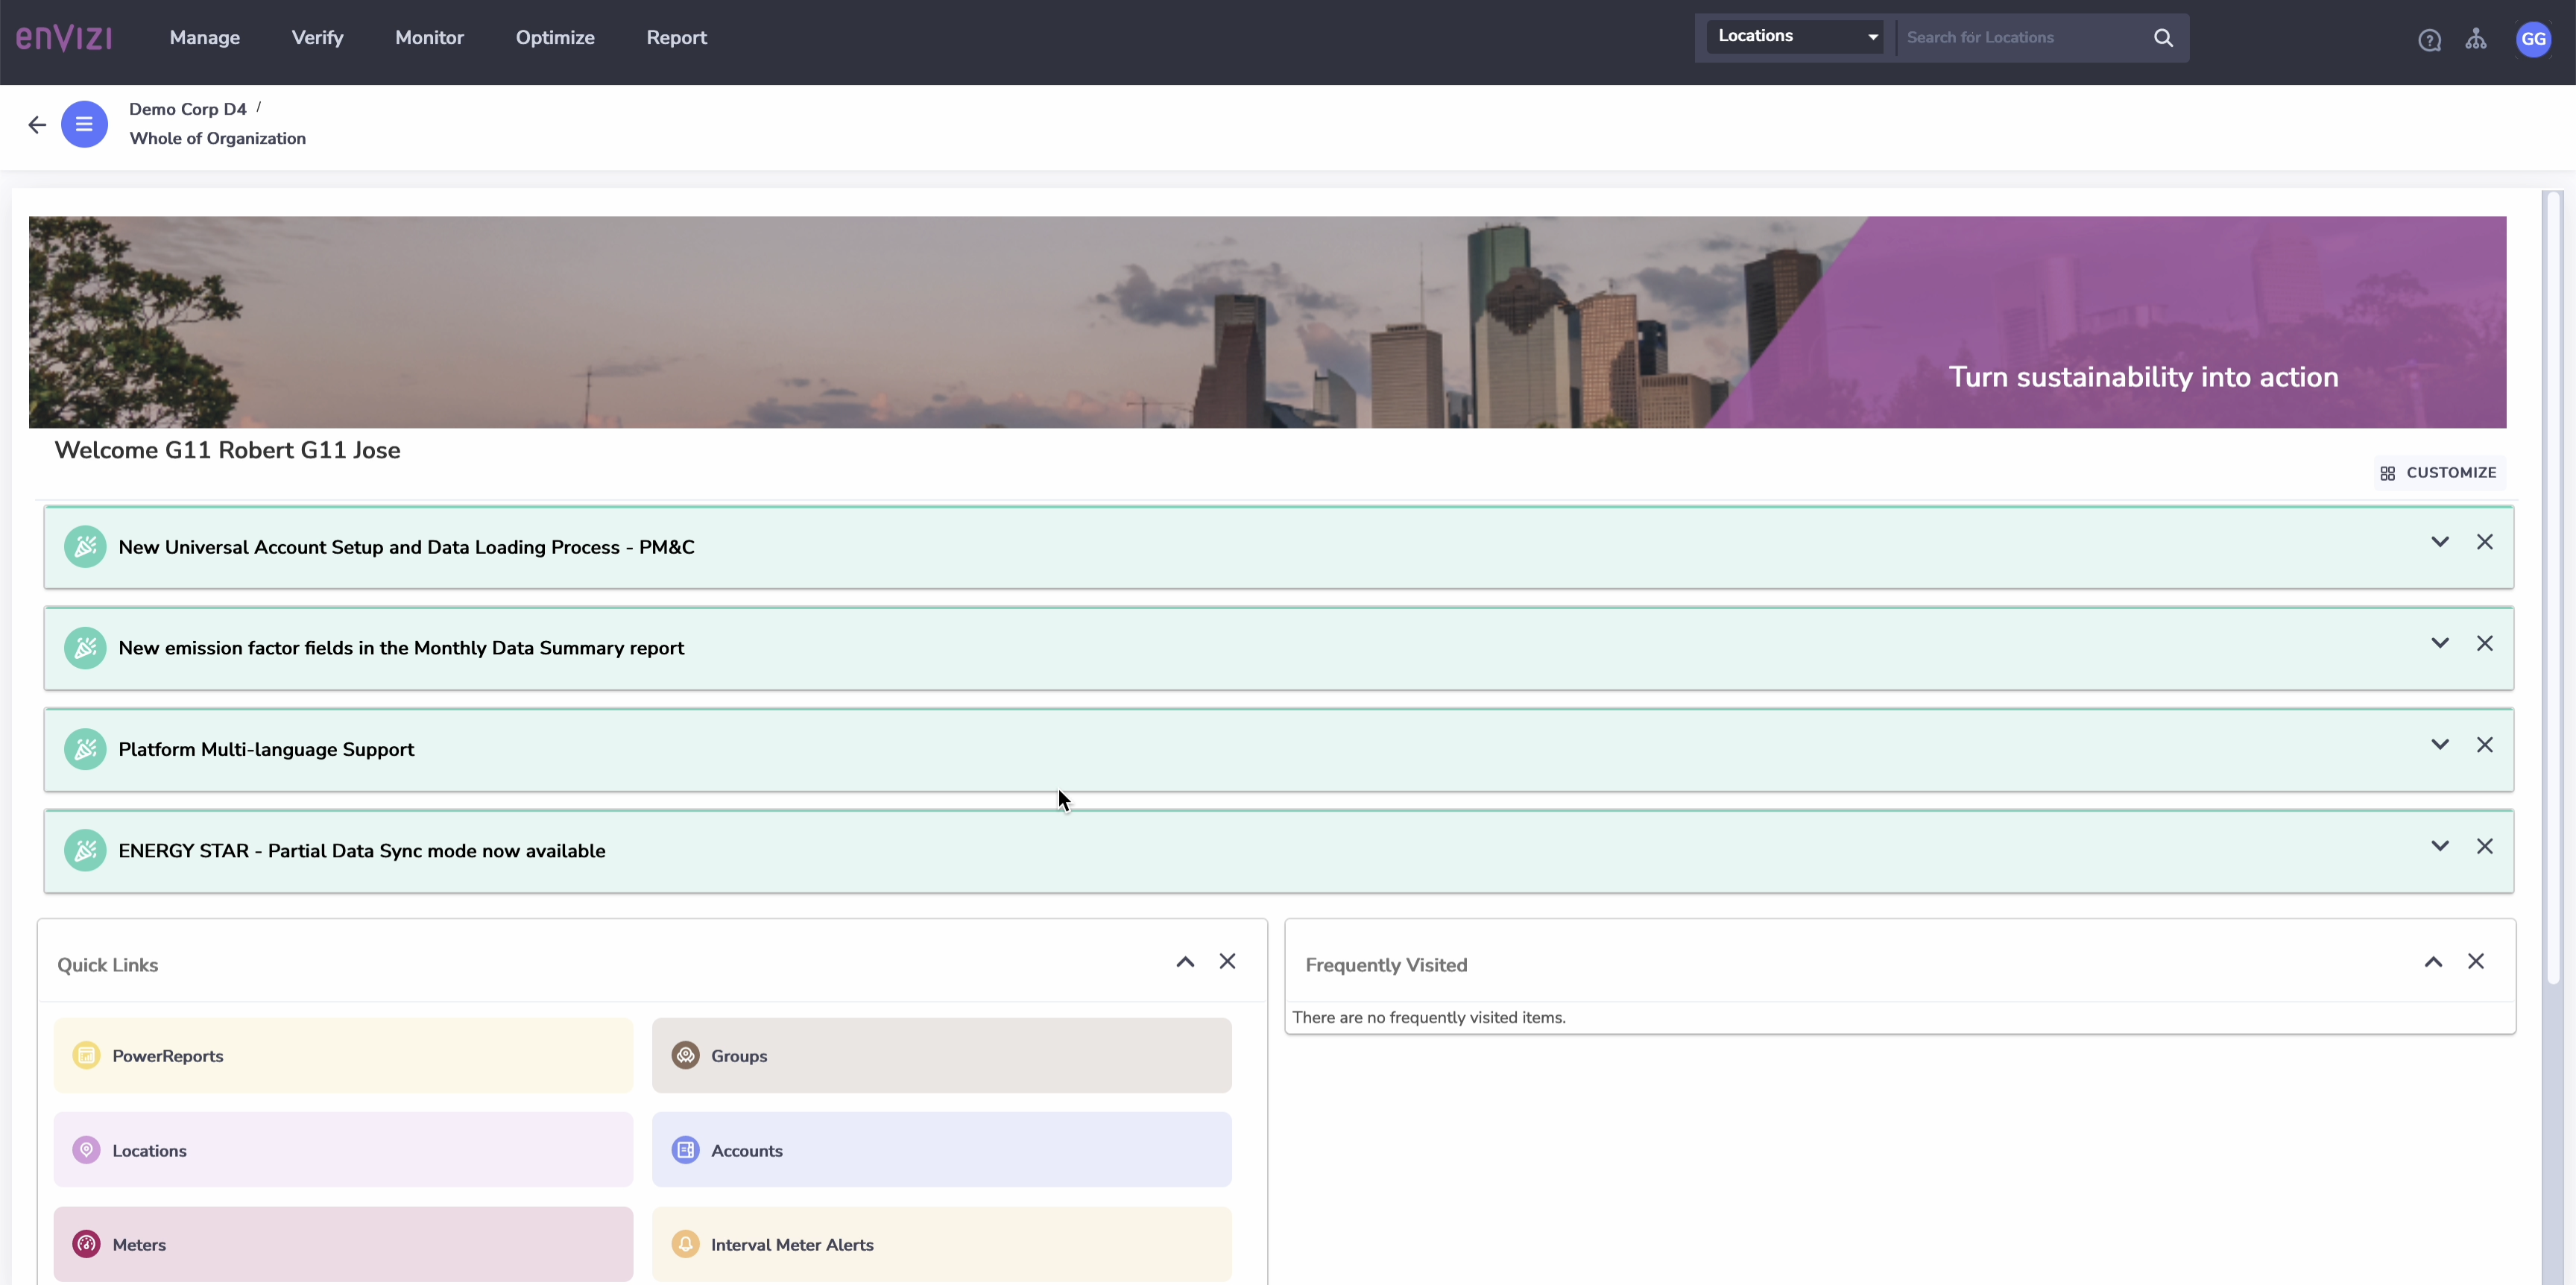 enVIZI
Manage
Verify
Monitor
Optimize
Report
Locations
Search for Locations
GG
Demo Corp D4 /
Whole of Organization
Turn sustainability into action
Welcome G11 Robert G11 Jose
CUSTOMIZE
New Universal Account Setup and Data Loading Process - PM&C
New emission factor fields in the Monthly Data Summary report
Platform Multi-language Support
ENERGY STAR - Partial Data Sync mode now available
Quick Links
PowerReports
Groups
Locations
Accounts
Meters
Interval Meter Alerts
Frequently Visited
There are no frequently visited items.